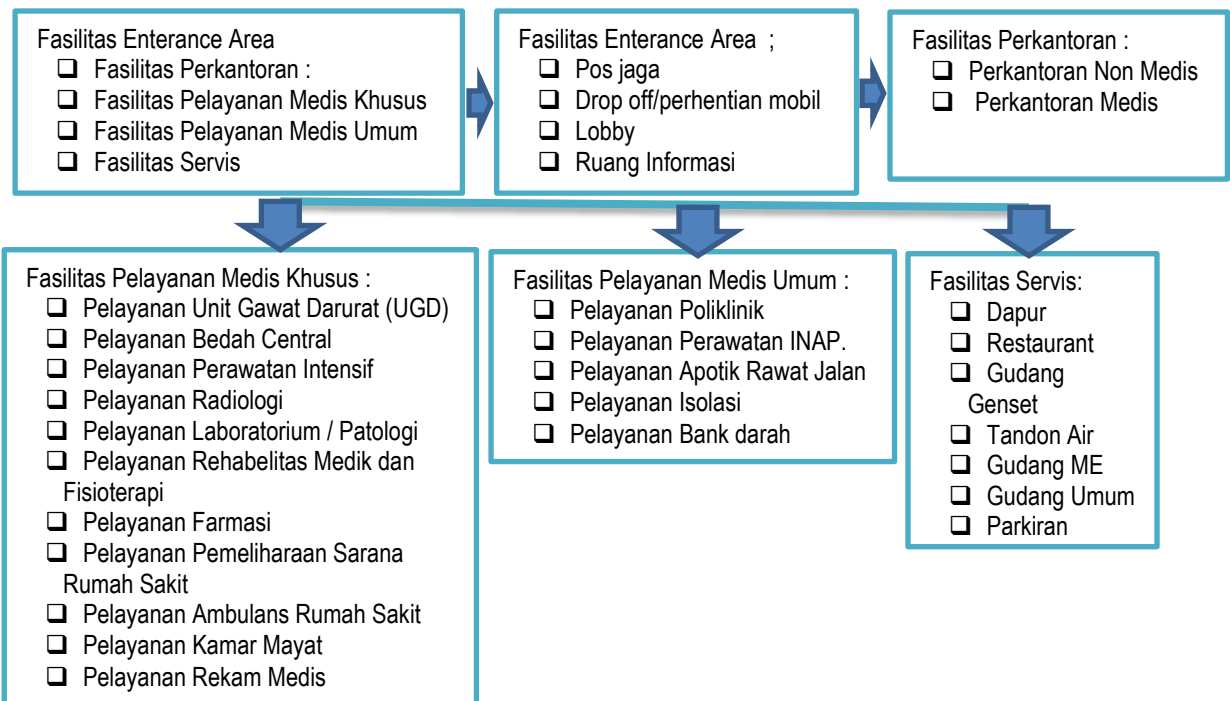 Fasilitas Enterance Area
❑ Fasilitas Perkantoran :
❑ Fasilitas Pelayanan Medis Khusus
❑ Fasilitas Pelayanan Medis Umum
❑ Fasilitas Servis
Fasilitas Enterance Area ;
❑ Pos jaga
❑ Drop off/perhentian mobil
❑ Lobby
❑ Ruang Informasi
Fasilitas Perkantoran :
❑ Perkantoran Non Medis
❑ Perkantoran Medis
Fasilitas Pelayanan Medis Khusus :
❑ Pelayanan Unit Gawat Darurat (UGD)
❑ Pelayanan Bedah Central
❑ Pelayanan Perawatan Intensif
❑ Pelayanan Radiologi
❑ Pelayanan Laboratorium / Patologi
❑ Pelayanan Rehabelitas Medik dan
Fisioterapi
❑ Pelayanan Farmasi
❑ Pelayanan Pemeliharaan Sarana
Rumah Sakit
❑ Pelayanan Ambulans Rumah Sakit
❑ Pelayanan Kamar Mayat
❑ Pelayanan Rekam Medis
Fasilitas Pelayanan Medis Umum :
❑ Pelayanan Poliklinik
❑ Pelayanan Perawatan INAP.
❑ Pelayanan Apotik Rawat Jalan
❑ Pelayanan Isolasi
❑ Pelayanan Bank darah
Fasilitas Servis:
❑ Dapur
❑ Restaurant
❑ Gudang
Genset
❑ Tandon Air
❑ Gudang ME
❑ Gudang Umum
❑ Parkiran